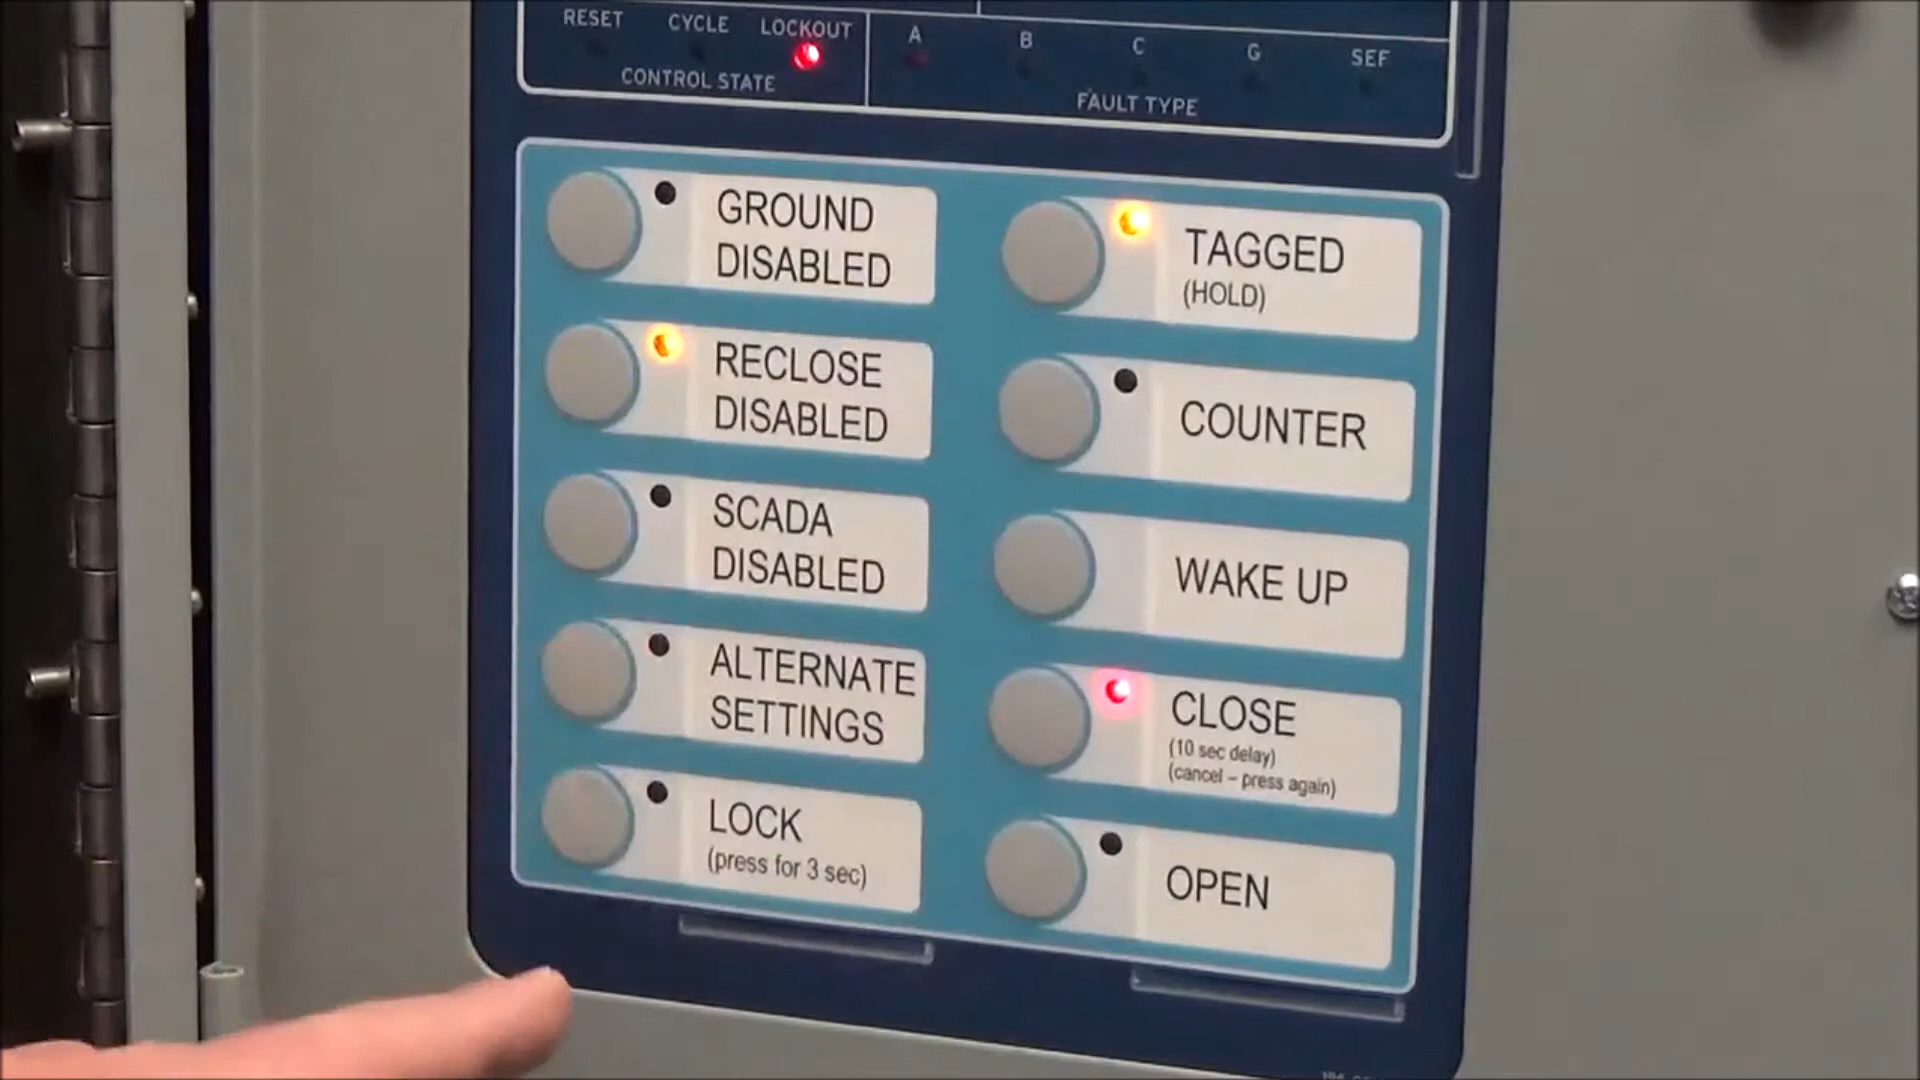 RESET CYCLE LOCKOUT A B C G SEF
CONTROL STATE FAULT TYPE
GROUND
DISABLED
TAGGED
(HOLD)
RECLOSE
DISABLED
COUNTER
SCADA
DISABLED
WAKE UP
ALTERNATE
SETTINGS
CLOSE
(10 sec delay)
(cancel – press again)
LOCK
(press for 3 sec)
OPEN